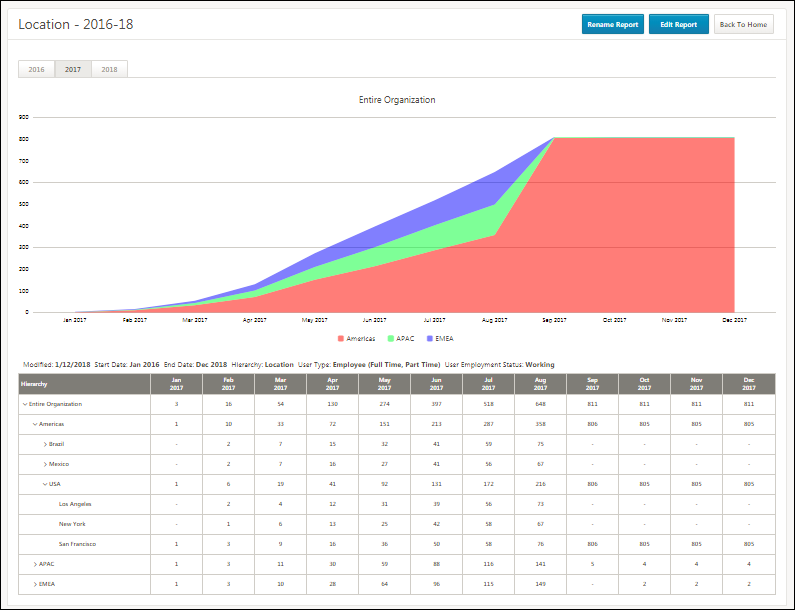 Location - 2016-18
Rename Report Edit Report Back To Home
2016 2017 2018
Entire Organization
900
800
700
600
500
400
300
200
100
0
Jan 2017 Feb 2017 Mar 2017 Apr 2017 May 2017 Jun 2017 Jul 2017 Aug 2017 Sep 2017 Oct 2017 Nov 2017 Dec 2017
Americas APAC EMEA
Modified: 1/12/2018 Start Date: Jan 2016 End Date: Dec 2018 Hierarchy: Location User Type: Employee (Full Time, Part Time) User Employment Status: Working
Hierarchy Jan 2017 Feb 2017 Mar 2017 Apr 2017 May 2017 Jun 2017 Jul 2017 Aug 2017 Sep 2017 Oct 2017 Nov 2017 Dec 2017
Entire Organization 3 16 54 130 274 397 518 648 811 811 811 811
Americas 1 10 33 72 151 213 287 358 806 805 805 805
Brazil - 2 7 15 32 41 59 75 - - - -
Mexico - 2 7 16 27 41 56 67 - - - -
USA 1 6 19 41 92 131 172 216 806 805 805 805
Los Angeles - 2 4 12 31 39 56 73 - - - -
New York - 1 6 13 25 42 58 67 - - - -
San Francisco 1 3 9 16 36 50 58 76 806 805 805 805
APAC 1 3 11 30 59 88 116 141 5 4 4 4
EMEA 1 3 10 28 64 96 115 149 - 2 2 2